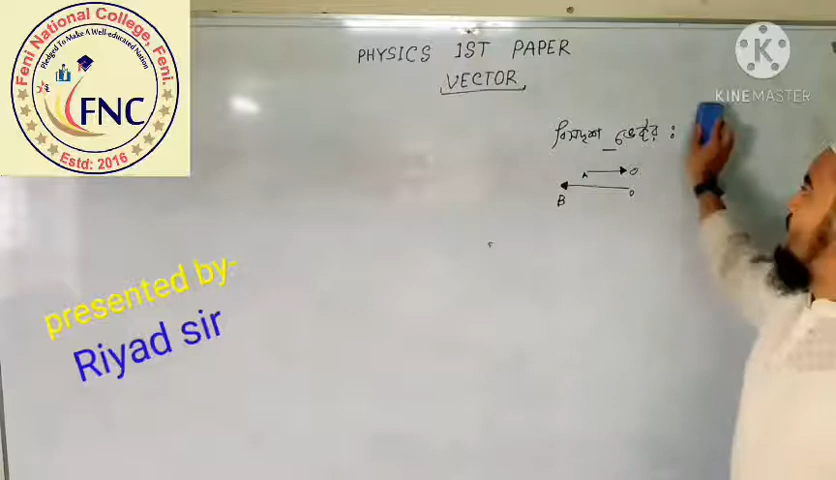 Feni National College, Feni.
Pledged To Make A Well-educated Nation
FNC
Estd: 2016
PHYSICS 1ST PAPER
VECTOR
KINEMASTER
বিসদৃশ ভেক্টর :
A O
B O
presented by-
Riyad sir